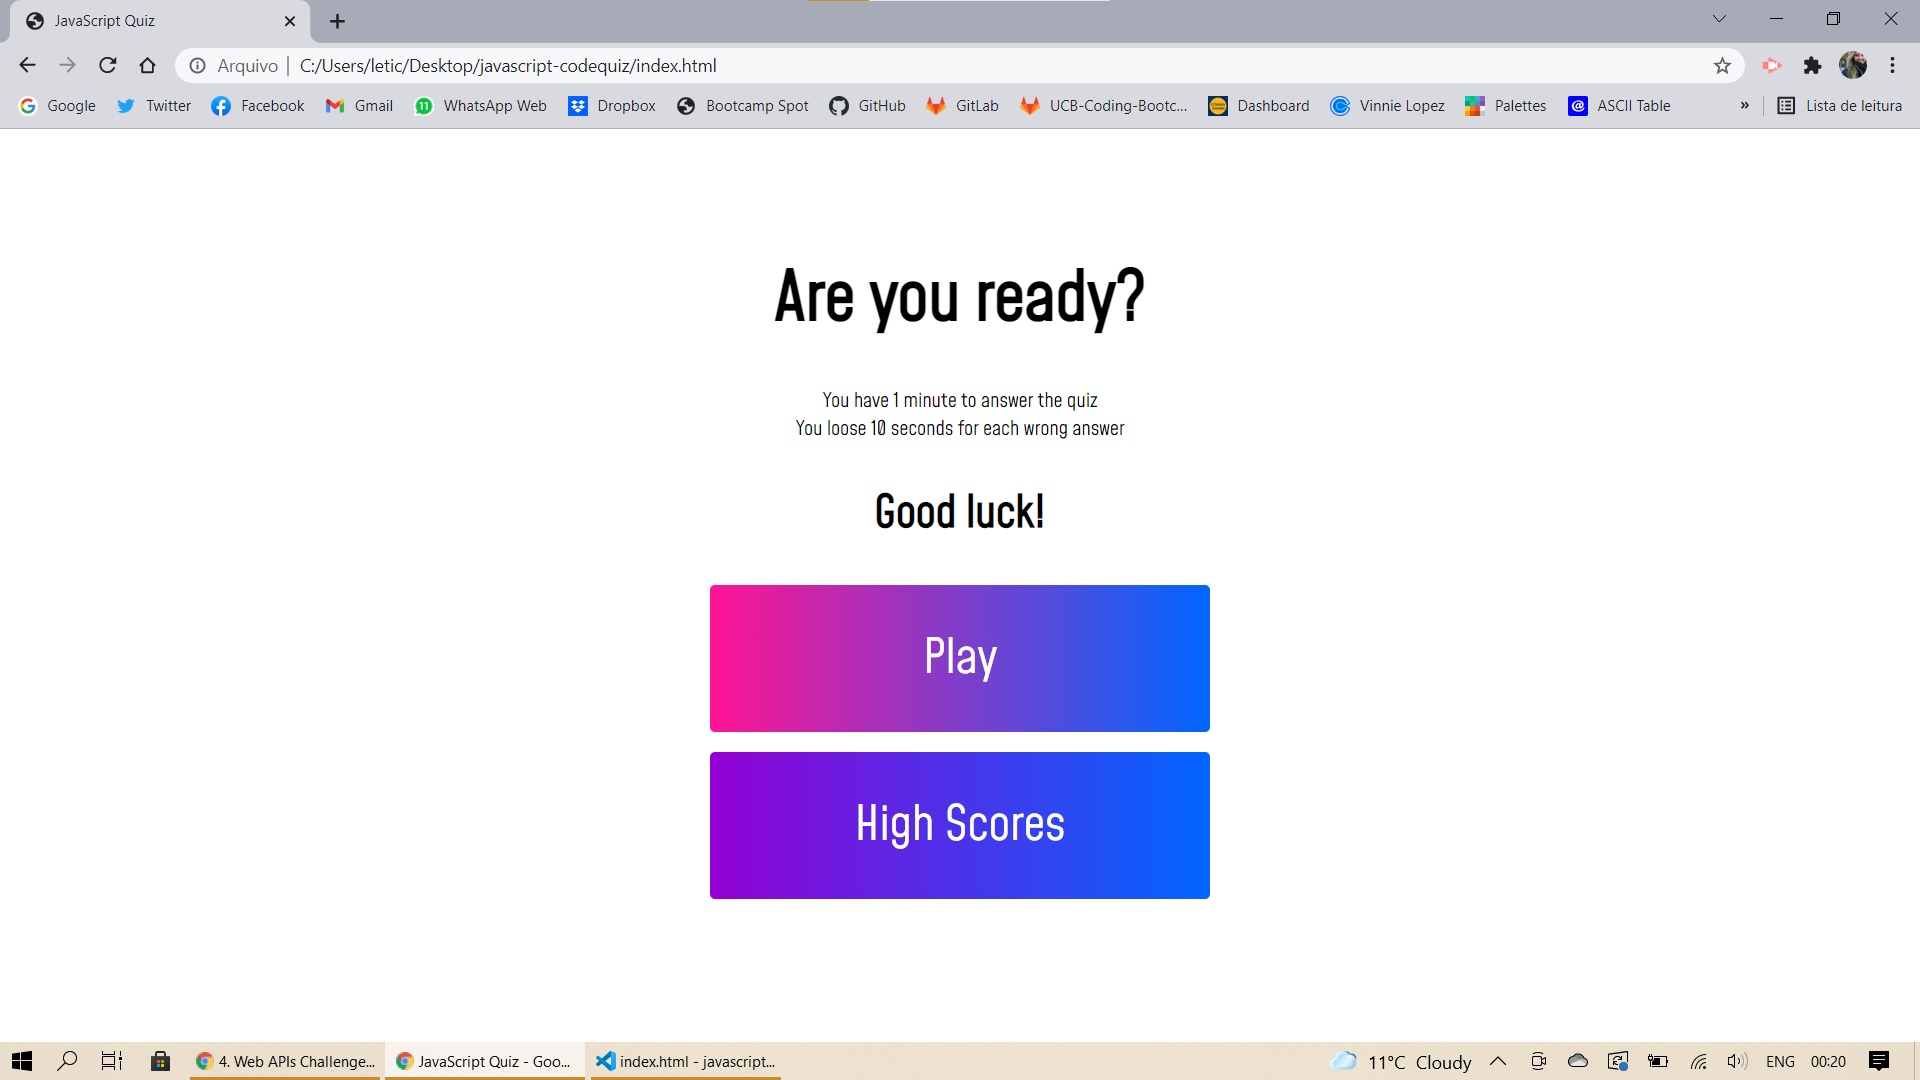 JavaScript Quiz
Arquivo | C:/Users/letic/Desktop/javascript-codequiz/index.html
Google Twitter Facebook Gmail 11 WhatsApp Web Dropbox Bootcamp Spot GitHub GitLab UCB-Coding-Bootc... Dashboard Vinnie Lopez Palettes @ ASCII Table » Lista de leitura
Are you ready?
You have 1 minute to answer the quiz
You loose 10 seconds for each wrong answer
Good luck!
Play
High Scores
4. Web APIs Challenge... JavaScript Quiz - Goo... index.html - javascript... 11°C Cloudy ENG 00:20